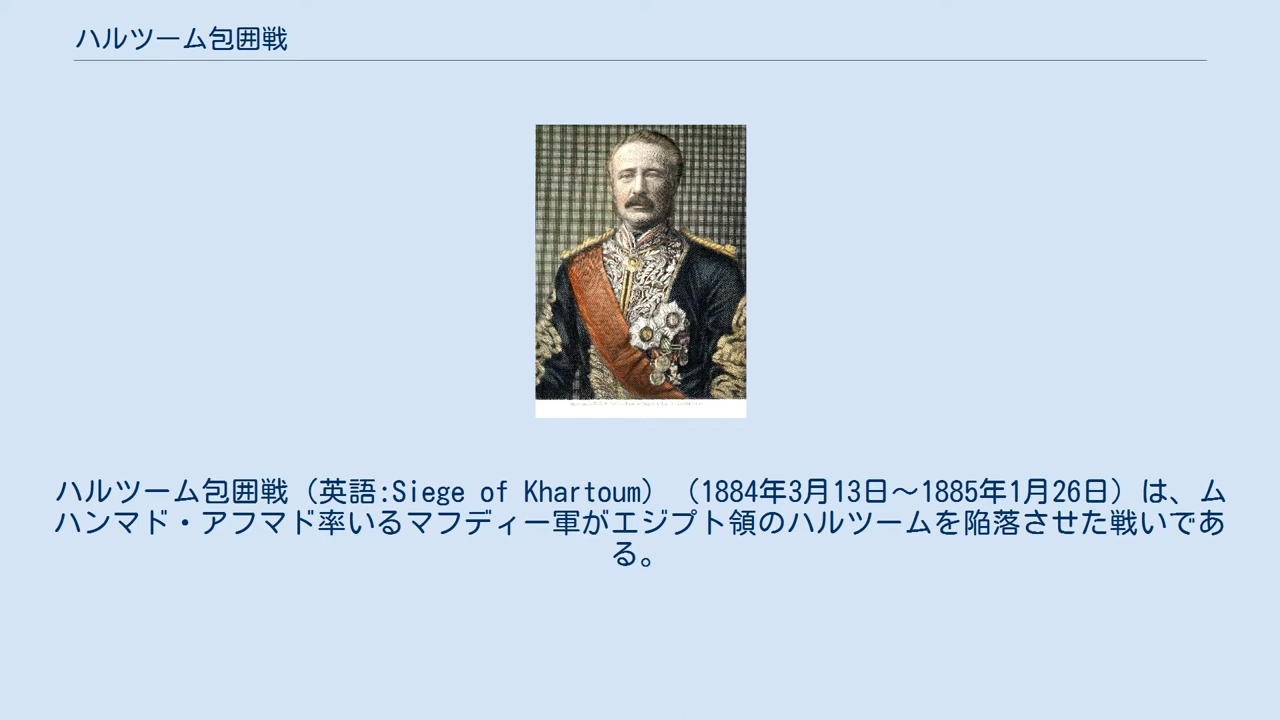 ハルツーム包囲戦
ハルツーム包囲戦（英語:Siege of Khartoum）（1884年3月13日～1885年1月26日）は、ム
ハンマド・アフマド率いるマフディー軍がエジプト領のハルツームを陥落させた戦いであ
る。